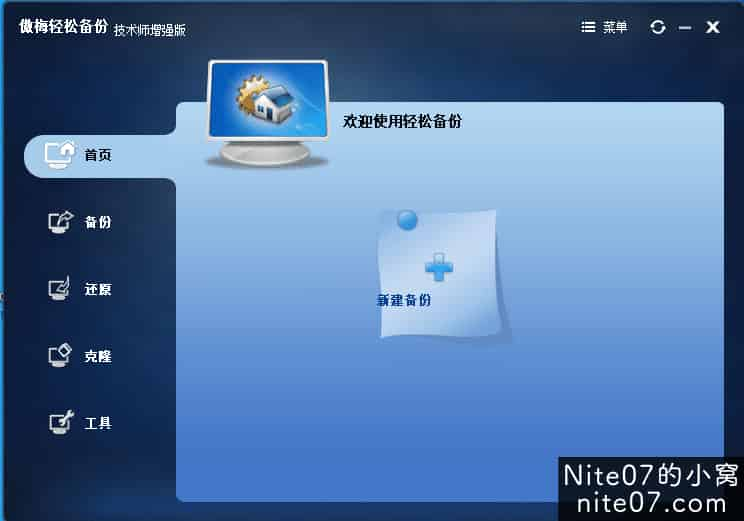 傲梅轻松备份 技术师增强版
菜单
欢迎使用轻松备份
首页
备份
新建备份
还原
克隆
工具
Nite07的小窝
nite07.com